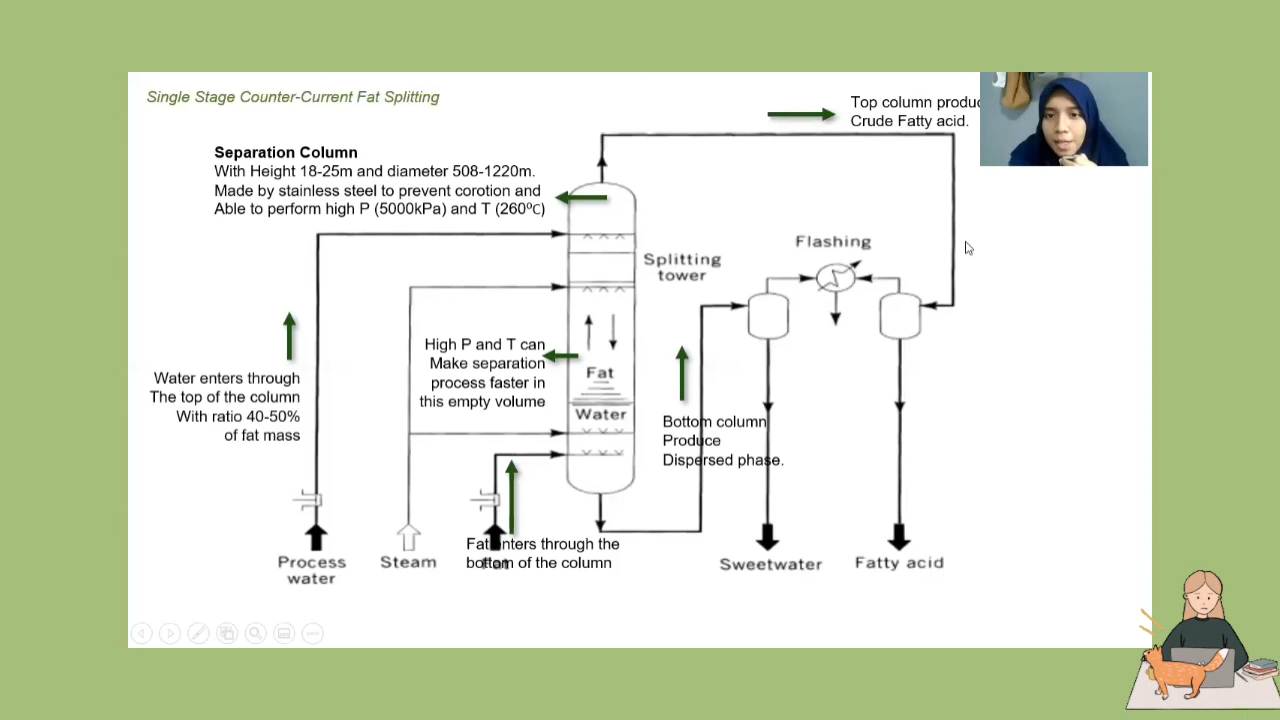 Single Stage Counter-Current Fat Splitting
Top column produc
Crude Fatty acid.
Separation Column
With Height 18-25m and diameter 508-1220m.
Made by stainless steel to prevent corotion and
Able to perform high P (5000kPa) and T (260℃)
Flashing
Splitting
tower
High P and T can
Make separation
process faster in
this empty volume
Fat
Water
Water enters through
The top of the column
With ratio 40-50%
of fat mass
Bottom column
Produce
Dispersed phase.
Fat enters through the
bottom of the column
Process
water
Steam
Fat
Sweetwater
Fatty acid